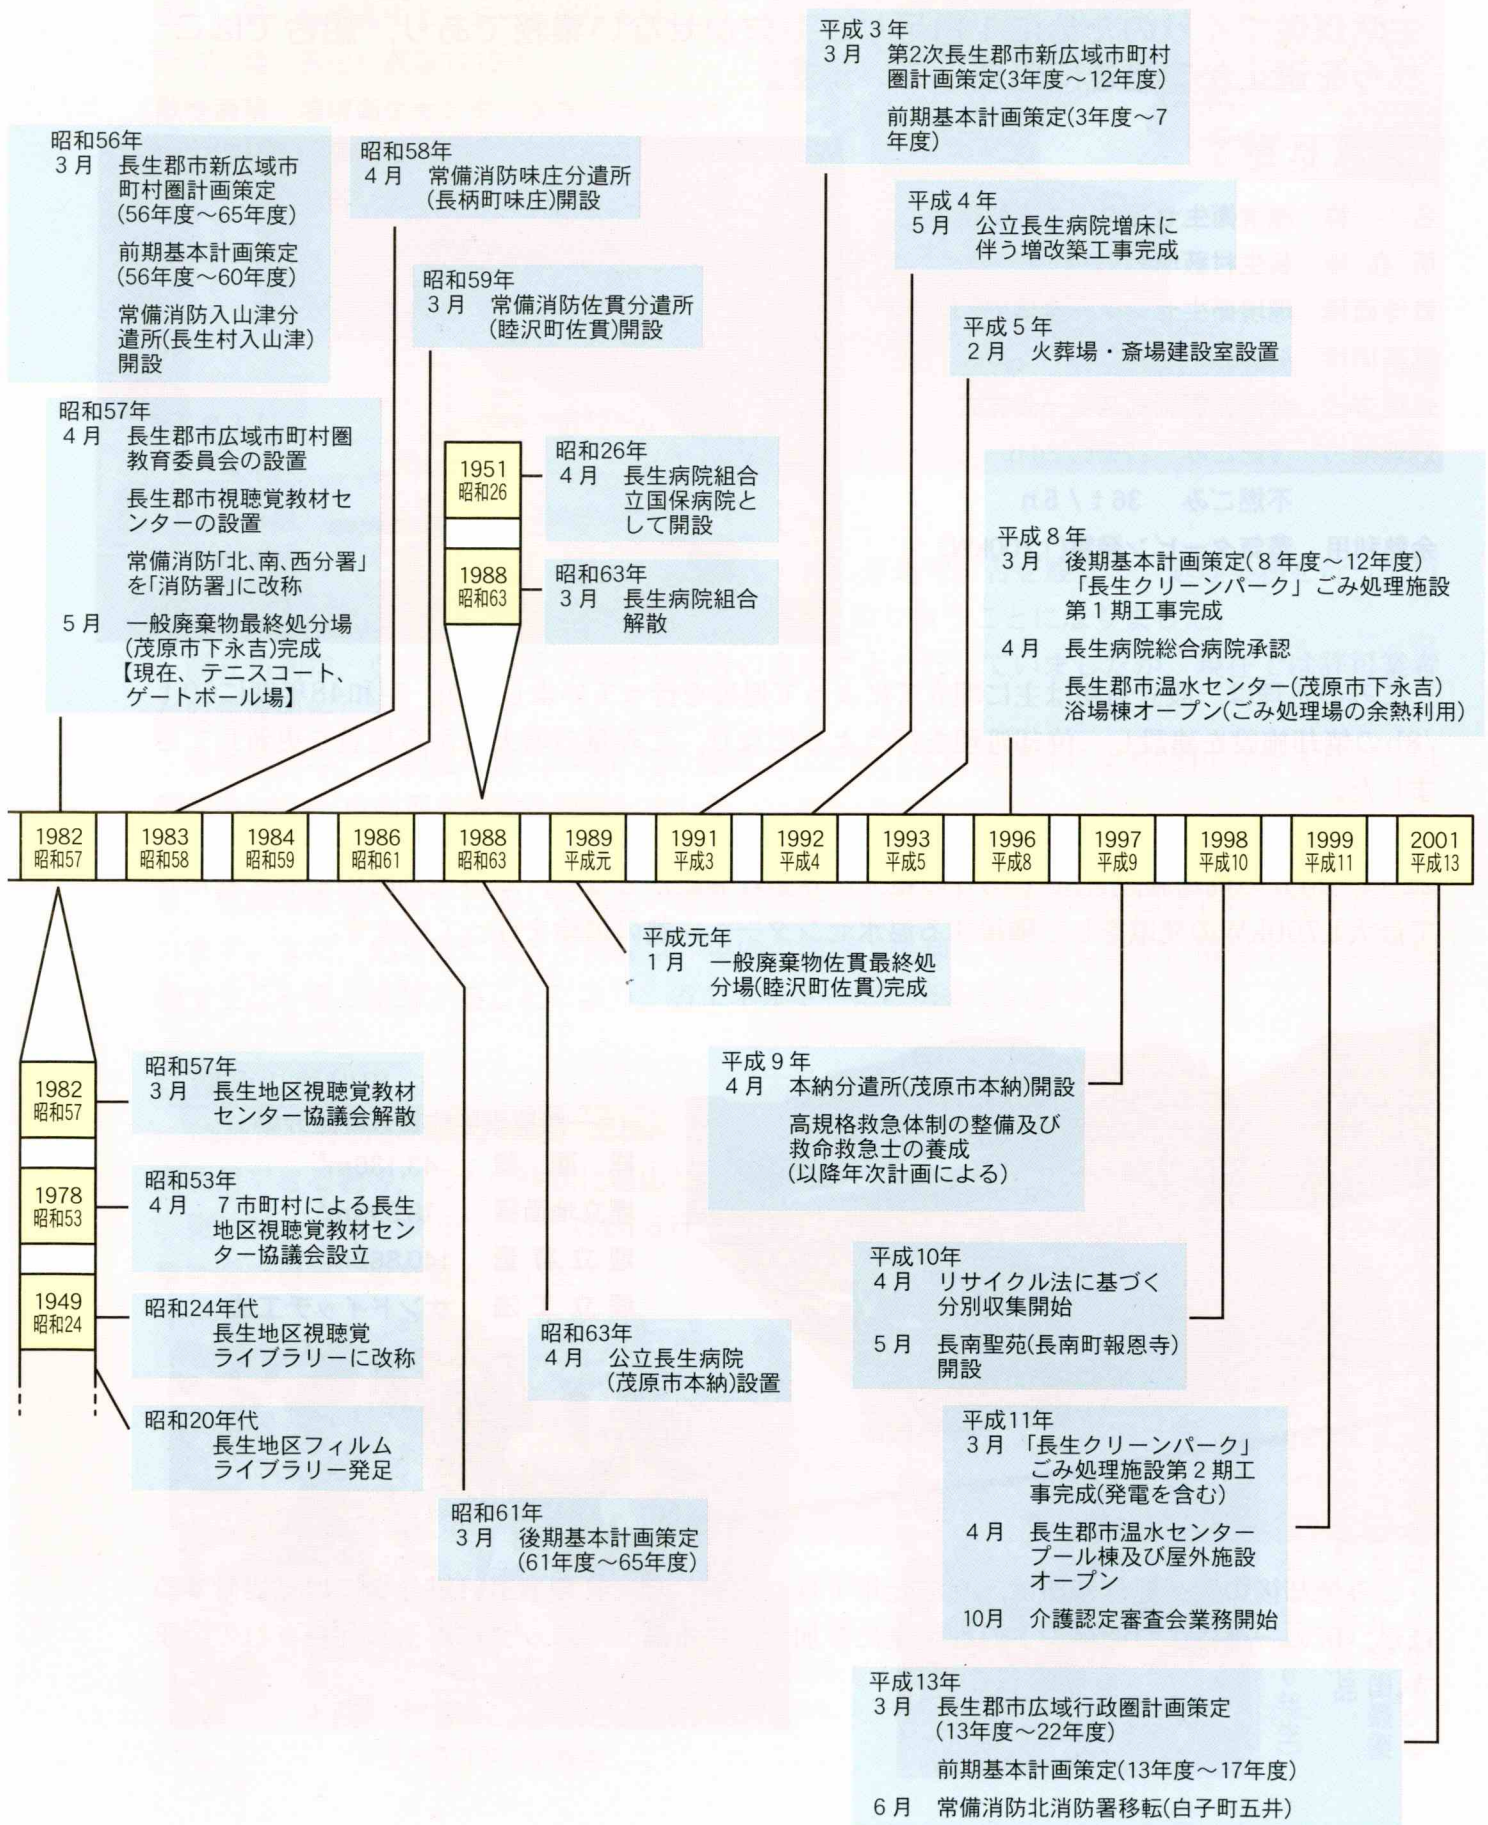 昭和56年
3月 長生郡市新広域市
町村圏計画策定
(56年度～65年度)
前期基本計画策定
(56年度～60年度)
常備消防入山津分
遣所(長生村入山津)
開設
昭和57年
4月 長生郡市広域市町村圏
教育委員会の設置
長生郡市視聴覚教材セ
ンターの設置
常備消防「北、南、西分署」
を「消防署」に改称
5月 一般廃棄物最終処分場
(茂原市下永吉)完成
【現在、テニスコート、
ゲートボール場】
昭和58年
4月 常備消防味庄分遣所
(長柄町味庄)開設
昭和59年
3月 常備消防佐貫分遣所
(睦沢町佐貫)開設
1951
昭和26
昭和26年
4月 長生病院組合
立国保病院と
して開設
1988
昭和63
昭和63年
3月 長生病院組合
解散
平成3年
3月 第2次長生郡市新広域市町村
圏計画策定(3年度～12年度)
前期基本計画策定(3年度～7
年度)
平成4年
5月 公立長生病院増床に
伴う増改築工事完成
平成5年
2月 火葬場・斎場建設室設置
平成8年
3月 後期基本計画策定(8年度～12年度)
「長生クリーンパーク」ごみ処理施設
第1期工事完成
4月 長生病院総合病院承認
長生郡市温水センター(茂原市下永吉)
浴場棟オープン(ごみ処理場の余熱利用)
1982 1983 1984 1986 1988 1989 1991 1992 1993 1996 1997 1998 1999 2001
昭和57 昭和58 昭和59 昭和61 昭和63 平成元 平成3 平成4 平成5 平成8 平成9 平成10 平成11 平成13
平成元年
1月 一般廃棄物佐貫最終処
分場(睦沢町佐貫)完成
1982
昭和57
昭和57年
3月 長生地区視聴覚教材
センター協議会解散
1978
昭和53
昭和53年
4月 7市町村による長生
地区視聴覚教材セン
ター協議会設立
1949
昭和24
昭和24年代
長生地区視聴覚
ライブラリーに改称
昭和20年代
長生地区フィルム
ライブラリー発足
昭和61年
3月 後期基本計画策定
(61年度～65年度)
昭和63年
4月 公立長生病院
(茂原市本納)設置
平成9年
4月 本納分遣所(茂原市本納)開設
高規格救急体制の整備及び
救命救急士の養成
(以降年次計画による)
平成10年
4月 リサイクル法に基づく
分別収集開始
5月 長南聖苑(長南町報恩寺)
開設
平成11年
3月 「長生クリーンパーク」
ごみ処理施設第2期工
事完成(発電を含む)
4月 長生郡市温水センター
プール棟及び屋外施設
オープン
10月 介護認定審査会業務開始
平成13年
3月 長生郡市広域行政圏計画策定
(13年度～22年度)
前期基本計画策定(13年度～17年度)
6月 常備消防北消防署移転(白子町五井)